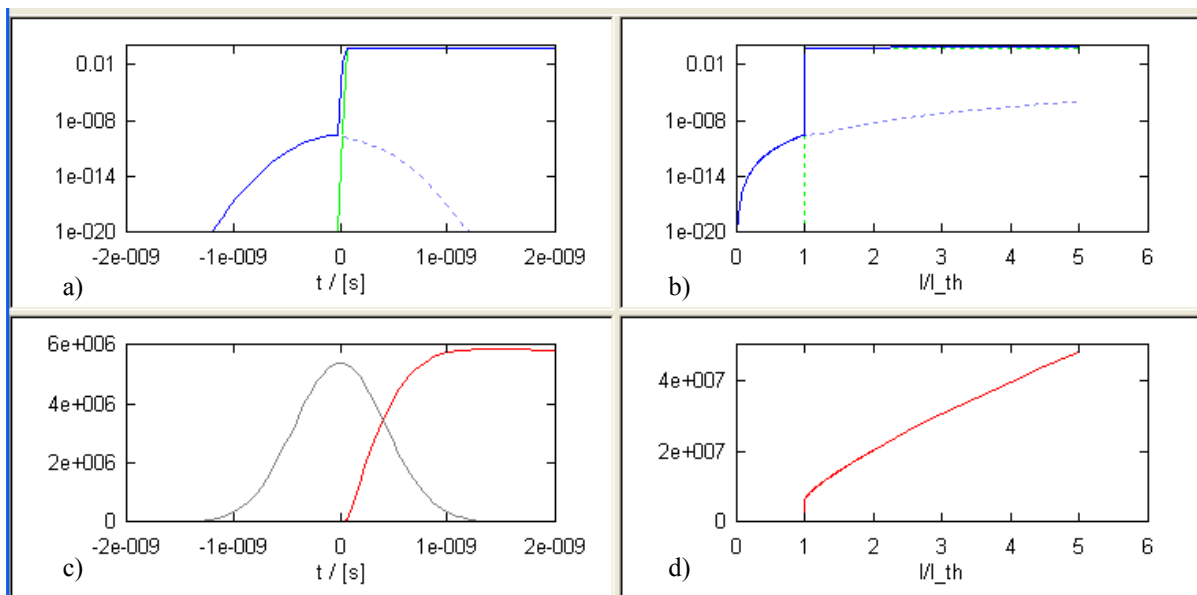 0.01
1e-008
1e-014
1e-020
-2e-009 -1e-009 0 1e-009 2e-009
a) t / [s]
0.01
1e-008
1e-014
1e-020
0 1 2 3 4 5 6
b) I/I_th
6e+006
4e+006
2e+006
0
-2e-009 -1e-009 0 1e-009 2e-009
c) t / [s]
4e+007
2e+007
0
0 1 2 3 4 5 6
d) I/I_th